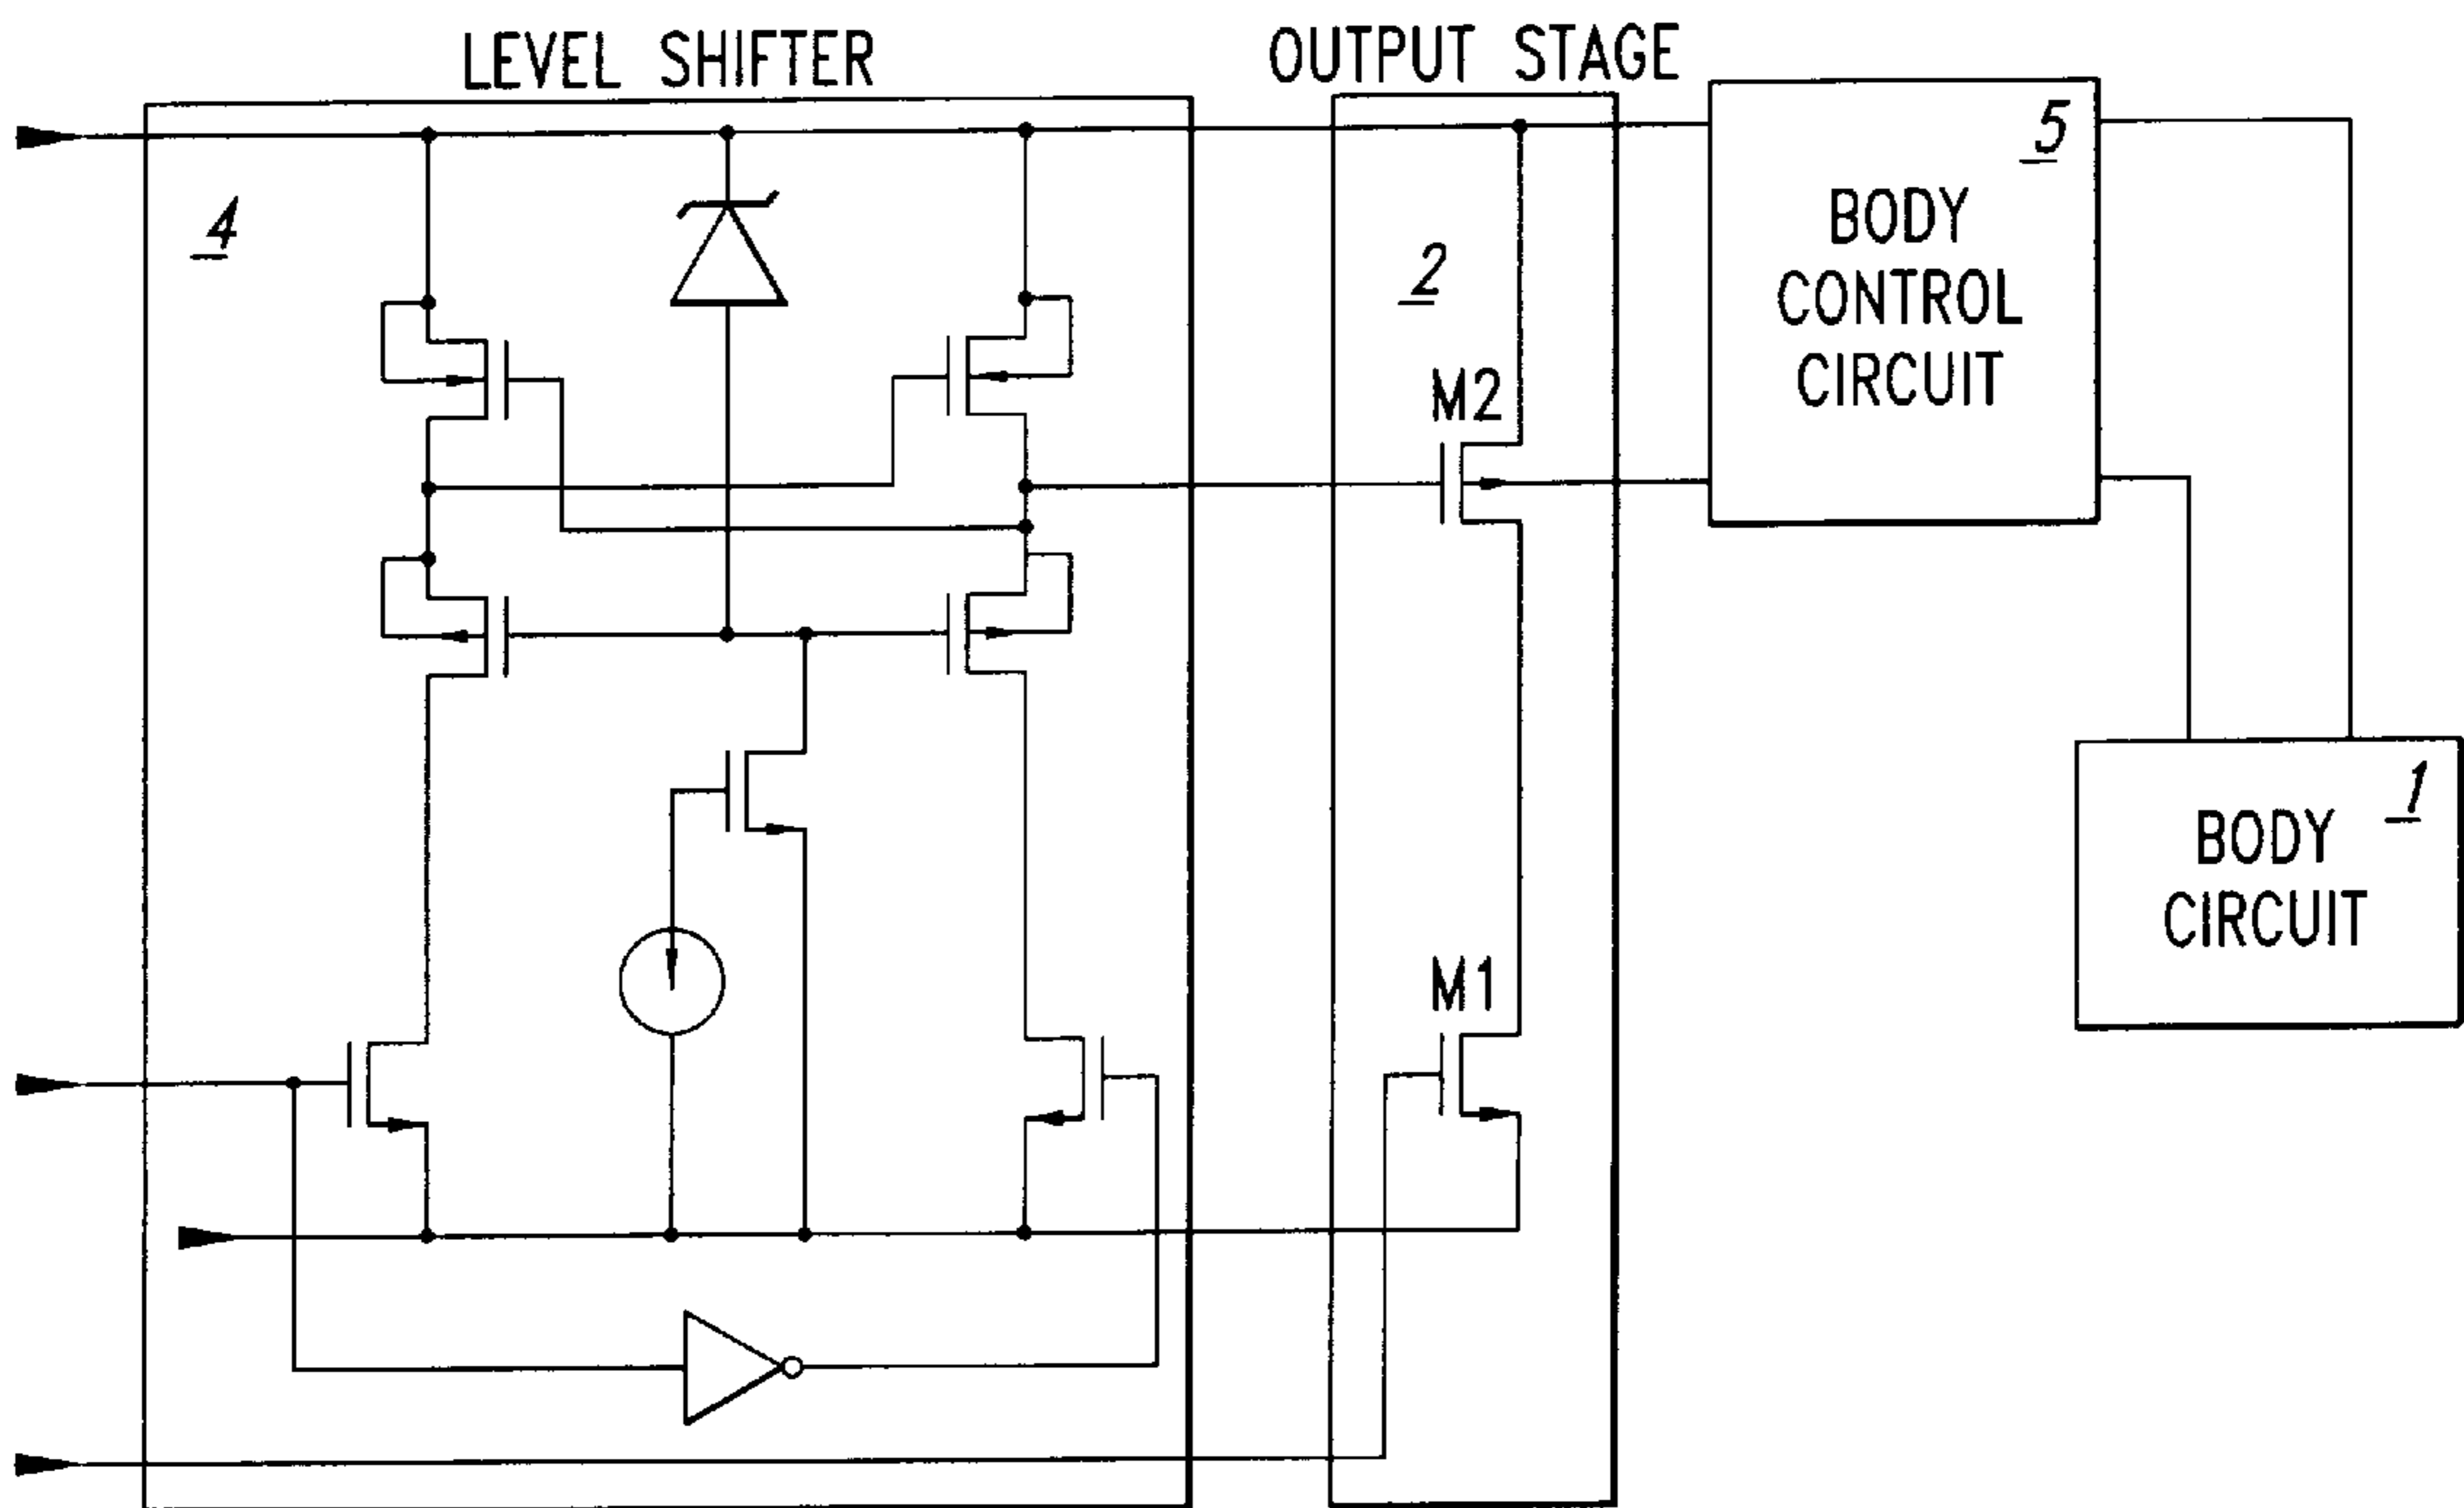 LEVEL SHIFTER
OUTPUT STAGE
4
2
5
BODY
CONTROL
CIRCUIT
M2
M1
1
BODY
CIRCUIT